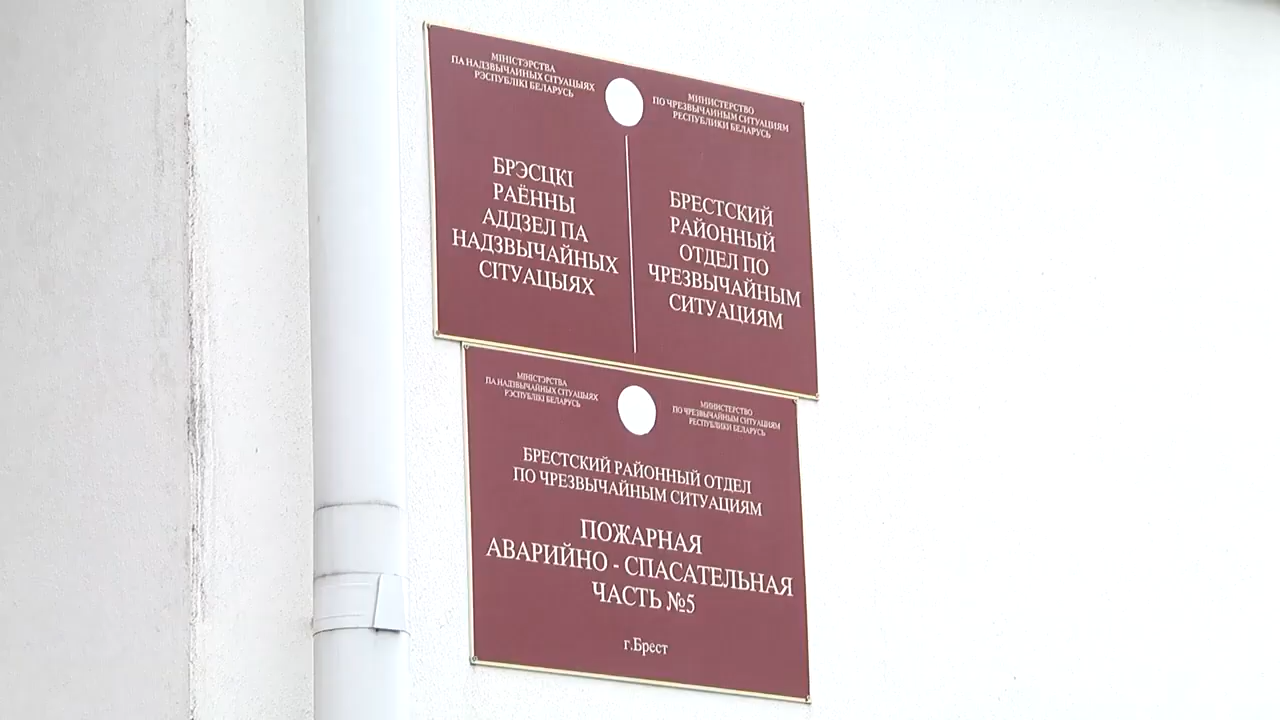 МІНІСТЭРСТВА
ПА НАДЗВЫЧАЙНЫХ СІТУАЦЫЯХ
РЭСПУБЛІКІ БЕЛАРУСЬ
БРЭСЦКІ
РАЁННЫ
АДДЗЕЛ ПА
НАДЗВЫЧАЙНЫХ
СІТУАЦЫЯХ
МИНИСТЕРСТВО
ПО ЧРЕЗВЫЧАЙНЫМ СИТУАЦИЯМ
РЕСПУБЛИКИ БЕЛАРУСЬ
БРЕСТСКИЙ
РАЙОННЫЙ
ОТДЕЛ ПО
ЧРЕЗВЫЧАЙНЫМ
СИТУАЦИЯМ
МІНІСТЭРСТВА
ПА НАДЗВЫЧАЙНЫХ СІТУАЦЫЯХ
РЭСПУБЛІКІ БЕЛАРУСЬ
МИНИСТЕРСТВО
ПО ЧРЕЗВЫЧАЙНЫМ СИТУАЦИЯМ
РЕСПУБЛИКИ БЕЛАРУСЬ
БРЕСТСКИЙ РАЙОННЫЙ ОТДЕЛ
ПО ЧРЕЗВЫЧАЙНЫМ СИТУАЦИЯМ
ПОЖАРНАЯ
АВАРИЙНО - СПАСАТЕЛЬНАЯ
ЧАСТЬ №5
г.Брест